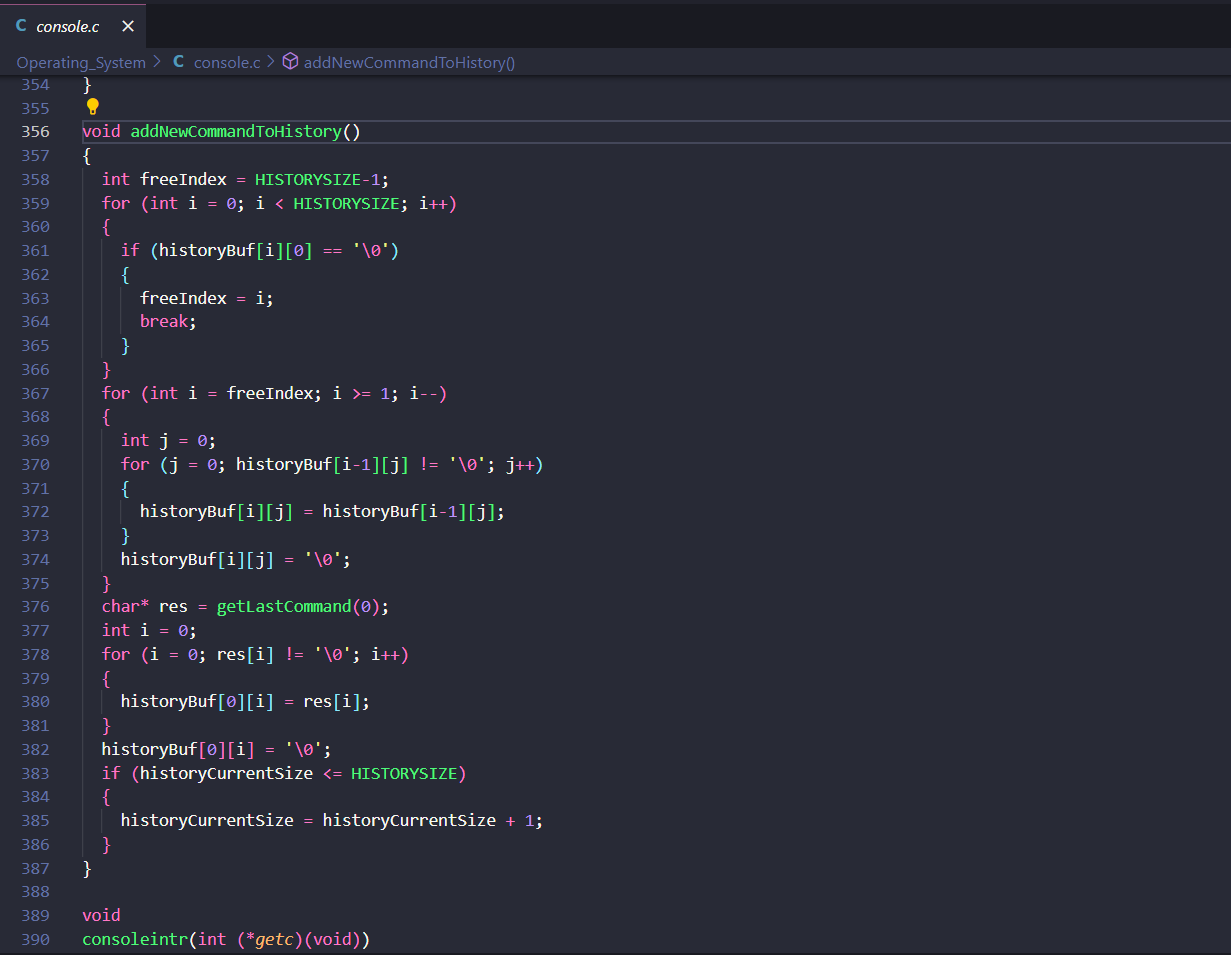 C console.c ×
Operating_System > C console.c > addNewCommandToHistory()
354 }
355
356 void addNewCommandToHistory()
357 {
358   int freeIndex = HISTORYSIZE-1;
359   for (int i = 0; i < HISTORYSIZE; i++)
360   {
361     if (historyBuf[i][0] == '\0')
362     {
363       freeIndex = i;
364       break;
365     }
366   }
367   for (int i = freeIndex; i >= 1; i--)
368   {
369     int j = 0;
370     for (j = 0; historyBuf[i-1][j] != '\0'; j++)
371     {
372       historyBuf[i][j] = historyBuf[i-1][j];
373     }
374     historyBuf[i][j] = '\0';
375   }
376   char* res = getLastCommand(0);
377   int i = 0;
378   for (i = 0; res[i] != '\0'; i++)
379   {
380     historyBuf[0][i] = res[i];
381   }
382   historyBuf[0][i] = '\0';
383   if (historyCurrentSize <= HISTORYSIZE)
384   {
385     historyCurrentSize = historyCurrentSize + 1;
386   }
387 }
388
389 void
390 consoleintr(int (*getc)(void))